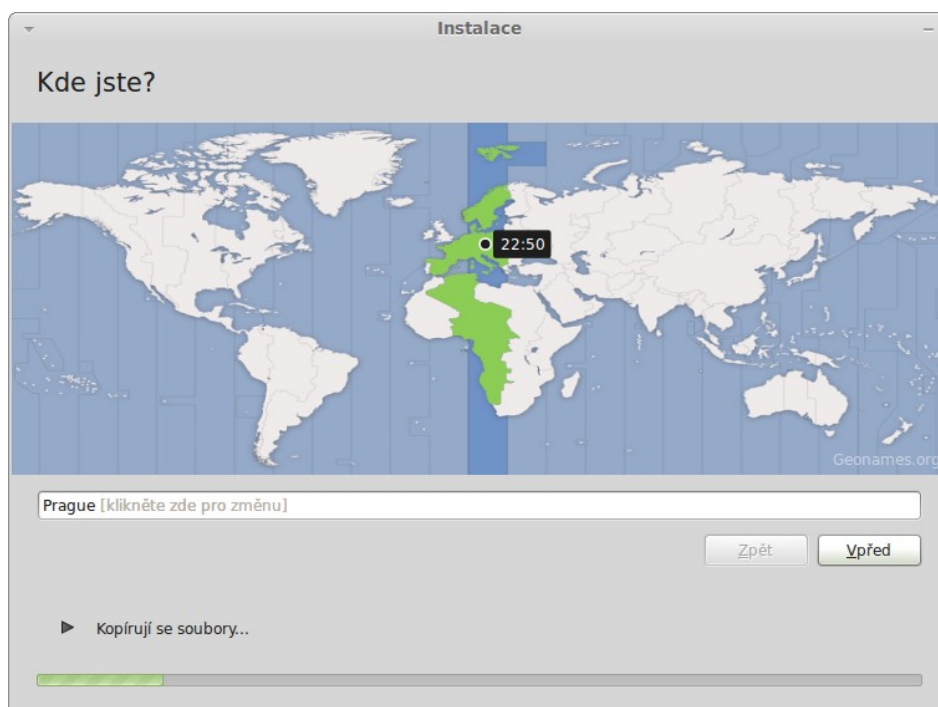 Instalace
Kde jste?
22:50
Geonames.org
Prague [klikněte zde pro změnu]
Zpět
Vpřed
Kopírují se soubory...